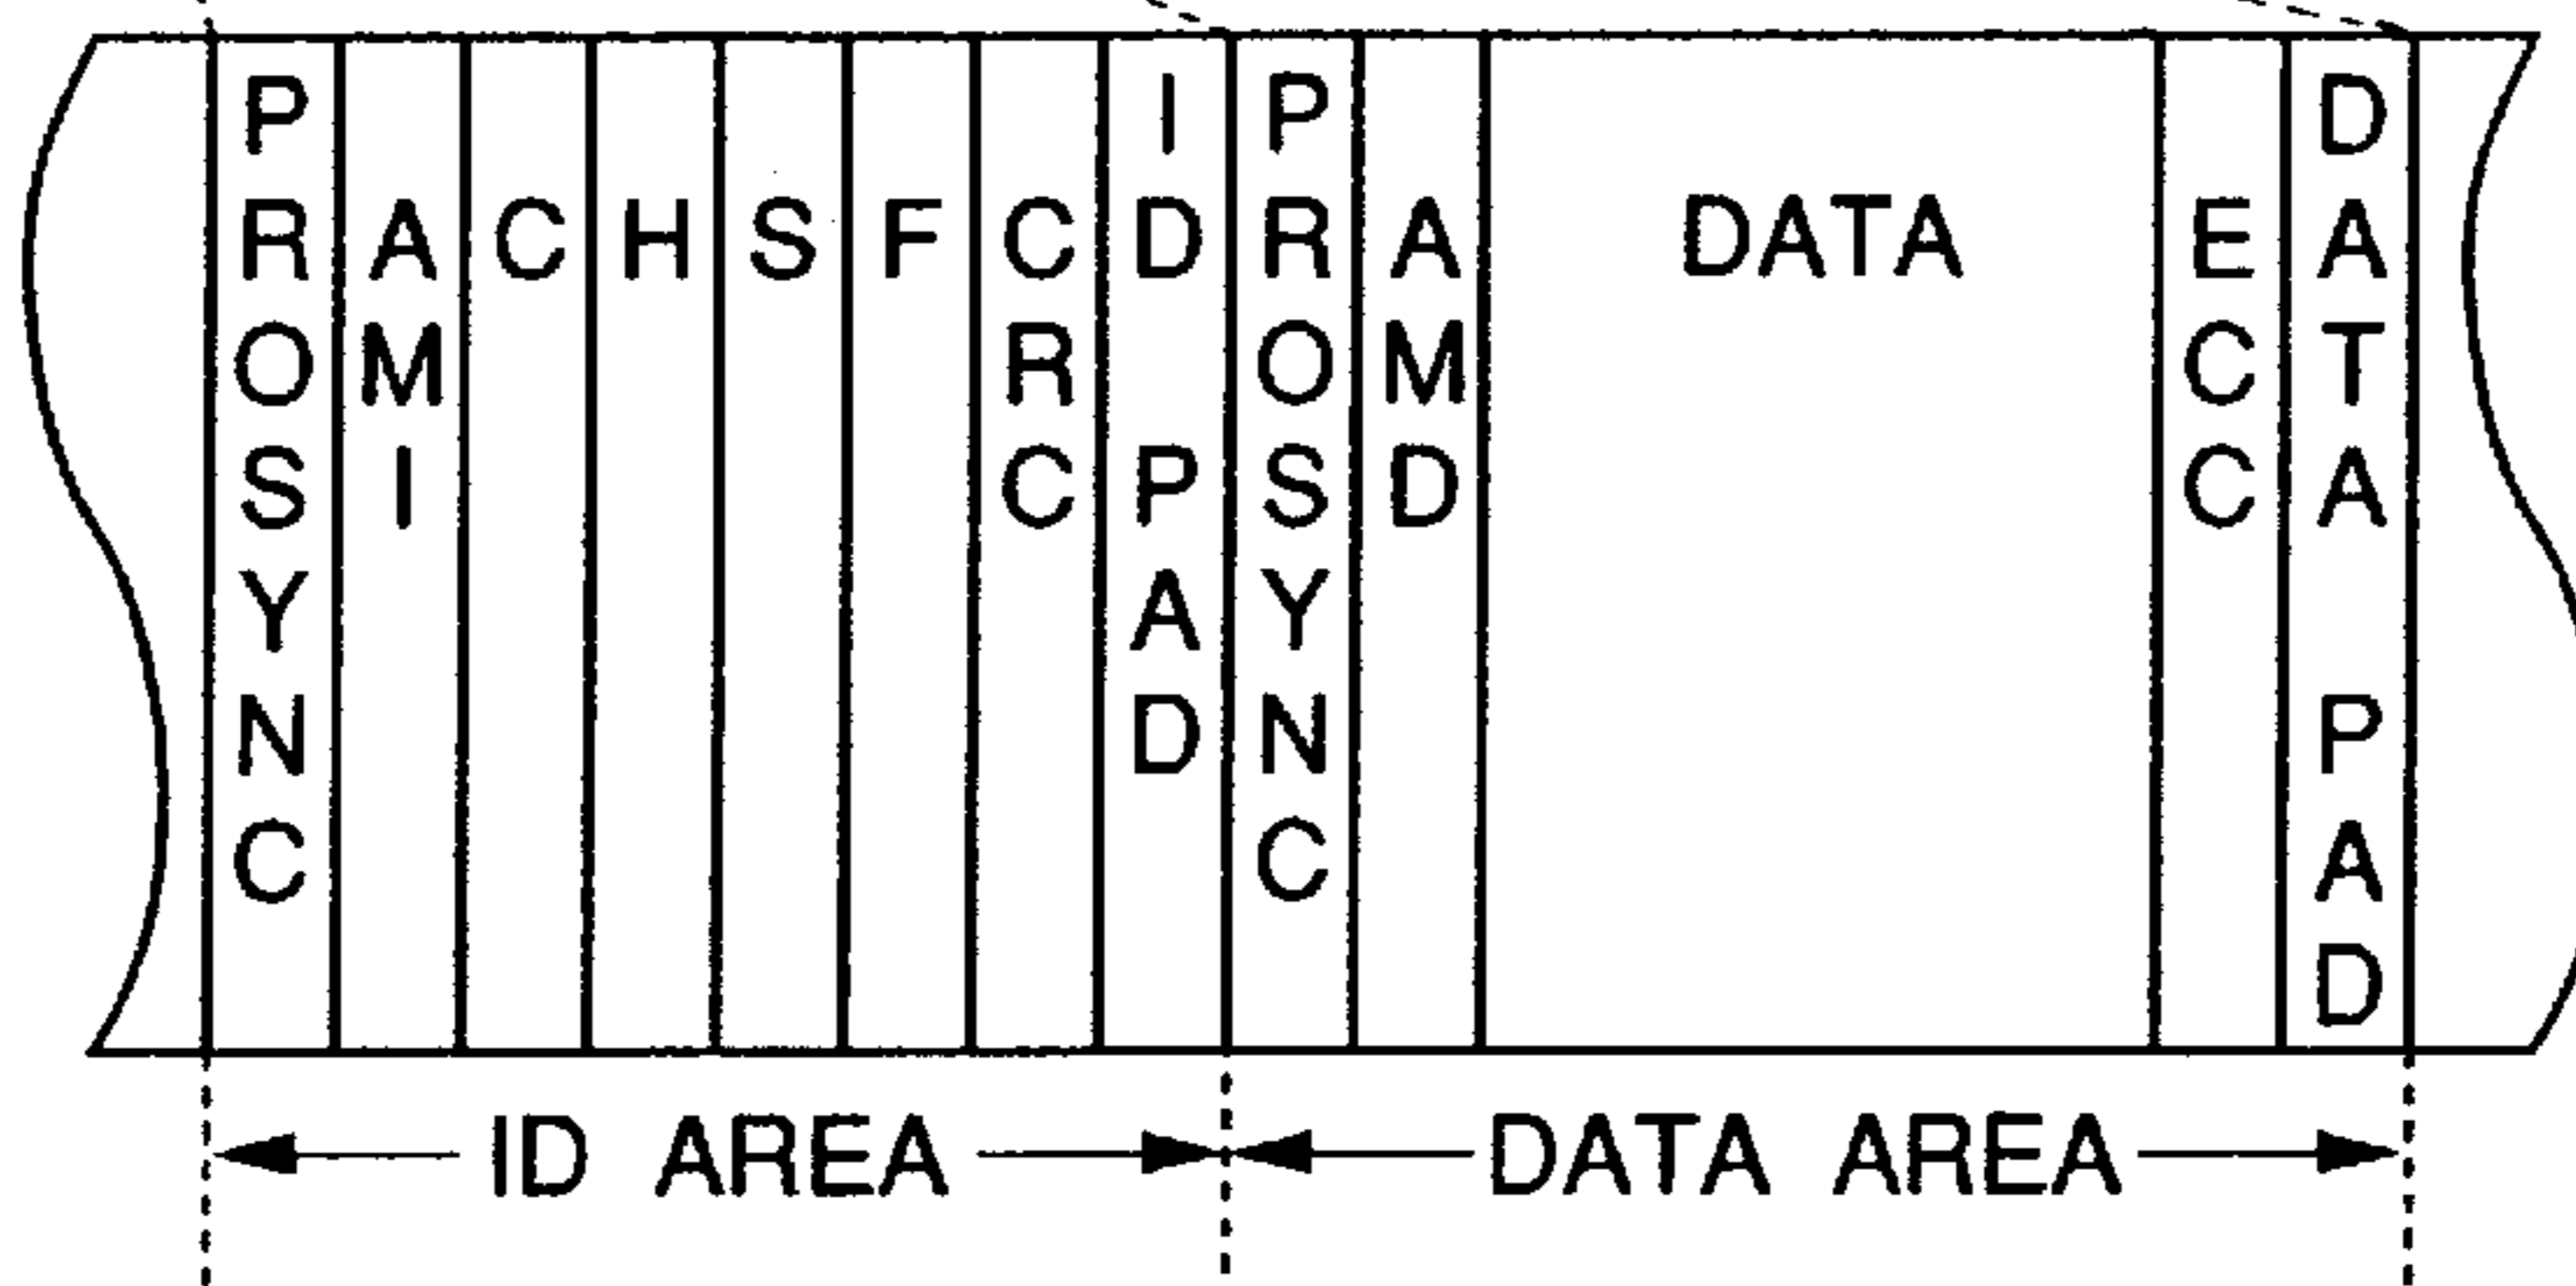 PROSYNC
AMI
C
H
S
F
CRC
ID PAD
PROSYNC
AMD
DATA
ECC
DATA PAD
ID AREA
DATA AREA